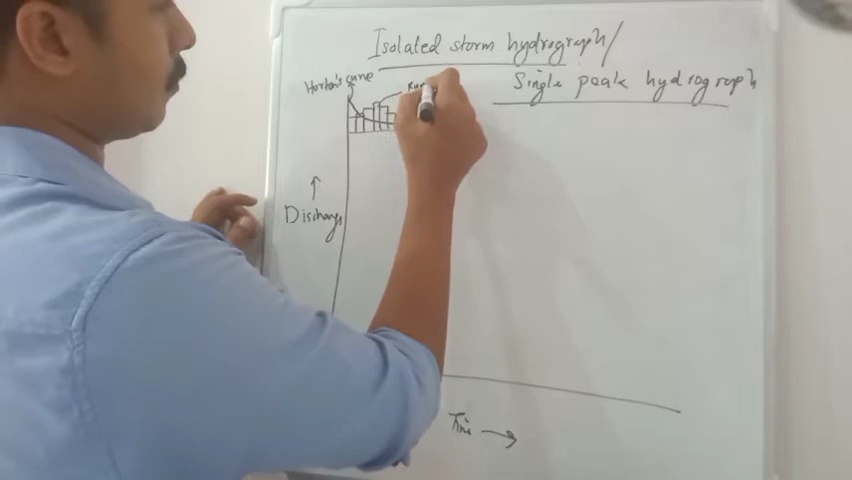 Isolated storm hydrograph/
Single peak hydrograph
Horton's curve
Discharge
Time